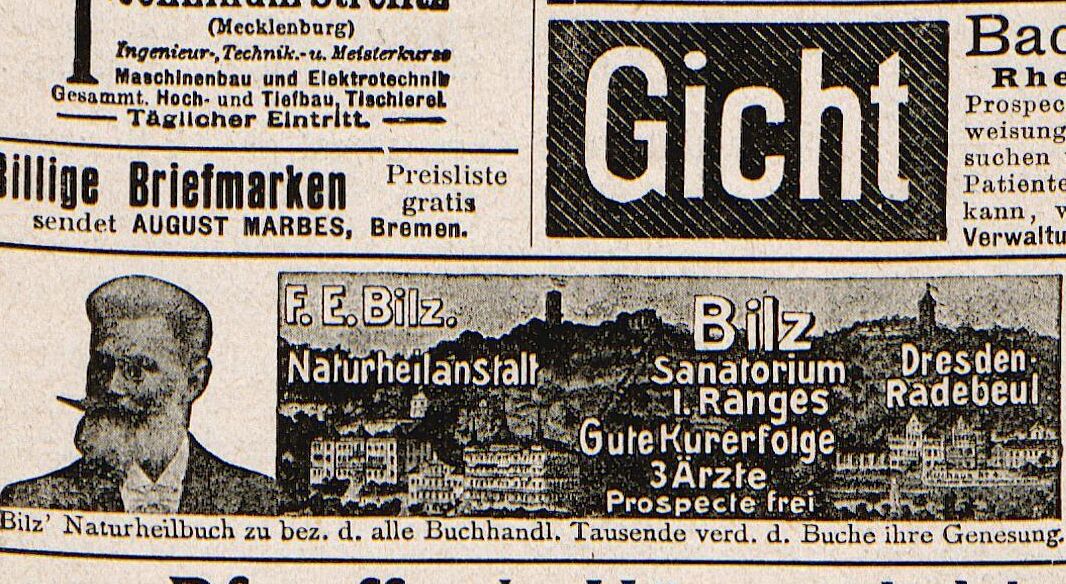 (Mecklenburg)
Ingenieur-, Technik.- u. Meisterkurse
Maschinenbau und Elektrotechnik
Gesammt. Hoch- und Tiefbau, Tischlerei.
Täglicher Eintritt.
Billige Briefmarken Preisliste gratis
sendet AUGUST MARBES, Bremen.
Gicht
Bad
Rhe
Prospec
weisung
suchen
Patiente
kann, v
Verwaltu
F. E. Bilz.
Naturheilanstalt
Bilz
Sanatorium
I. Ranges
Gute Kurerfolge
3 Ärzte
Prospecte frei
Dresden-
Radebeul
Bilz' Naturheilbuch zu bez. d. alle Buchhandl. Tausende verd. d. Buche ihre Genesung.